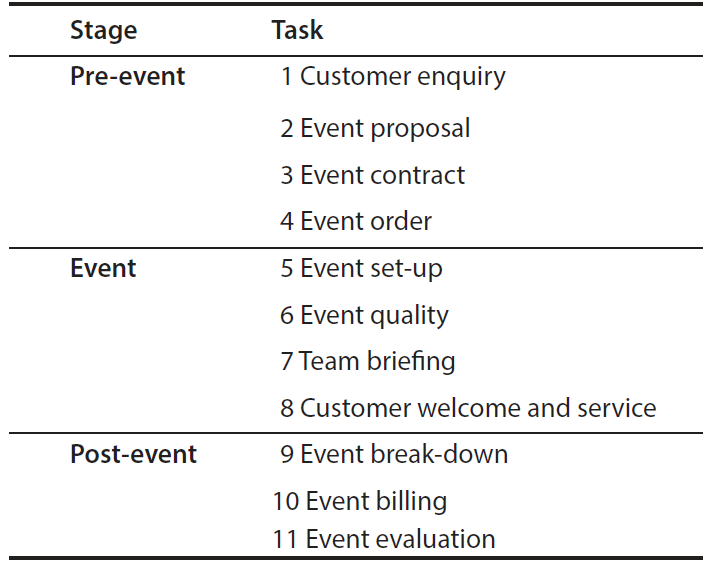 Stage Task
Pre-event 1 Customer enquiry
2 Event proposal
3 Event contract
4 Event order
Event 5 Event set-up
6 Event quality
7 Team briefing
8 Customer welcome and service
Post-event 9 Event break-down
10 Event billing
11 Event evaluation